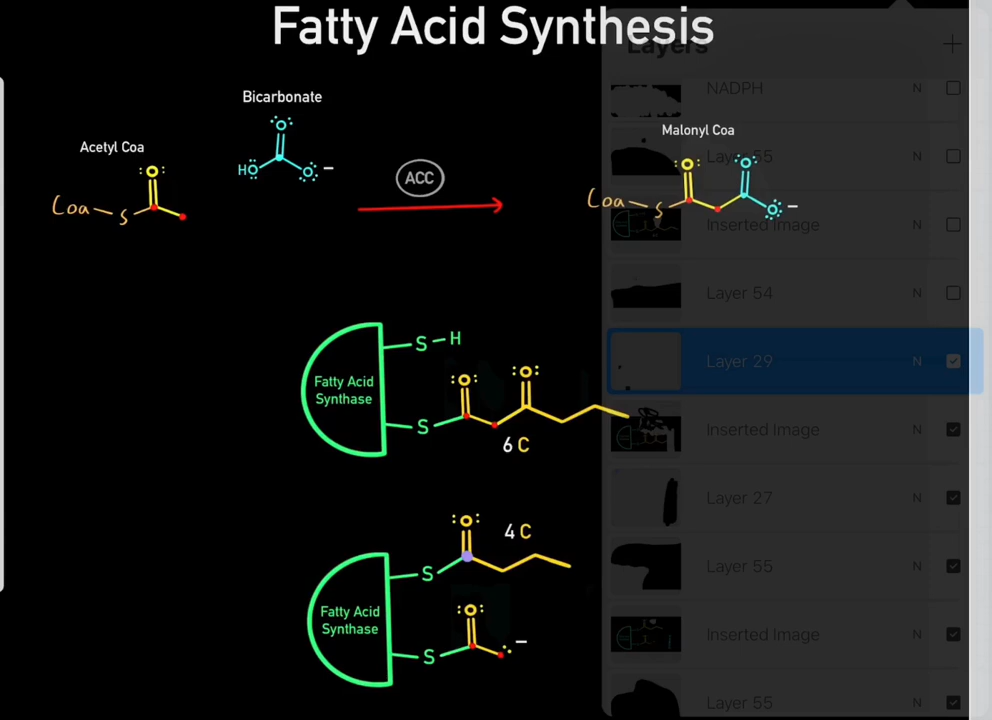 Fatty Acid Synthesis
Layers
NADPH
N
Bicarbonate
Acetyl Coa
:O:
HÖ
:O:
−
:O:
Coa
S
ACC
Malonyl Coa
Layer 55
N
:O:
:O:
Coa
S
:O:
−
Inserted Image
N
Layer 54
N
S-H
Layer 29
N
Fatty Acid
Synthase
:O:
:O:
S
6 C
Inserted Image
N
Layer 27
N
:O:
4 C
S
Layer 55
N
Fatty Acid
Synthase
:O:
−
S
Inserted Image
N
Layer 55
N